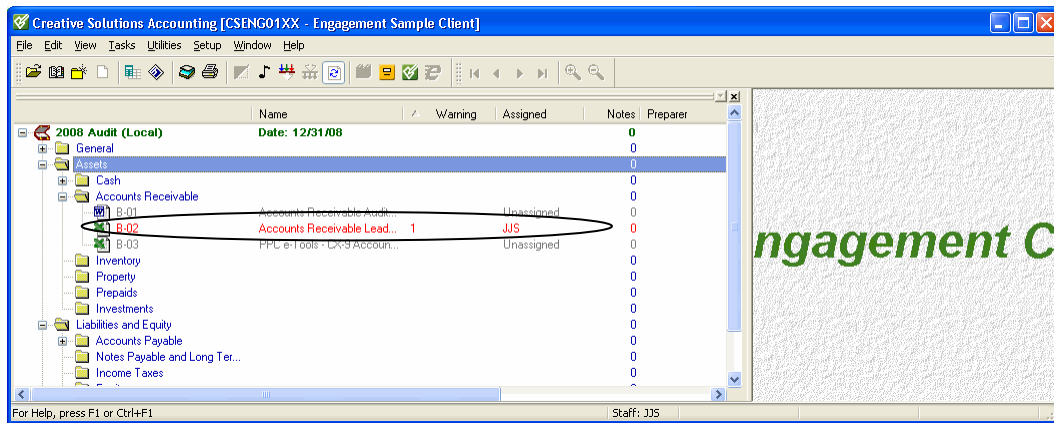 Creative Solutions Accounting [CSENG01XX - Engagement Sample Client]
File Edit View Tasks Utilities Setup Window Help
Name Warning Assigned Notes Preparer
2008 Audit (Local) Date: 12/31/08 0
General 0
Assets 0
Cash 0
Accounts Receivable 0
B-01 Accounts Receivable Audit... Unassigned 0
B-02 Accounts Receivable Lead... 1 JJS 0
B-03 PPC e-Tools - CX-9 Accoun... Unassigned 0
Inventory 0
Property 0
Prepaids 0
Investments 0
Liabilities and Equity 0
Accounts Payable 0
Notes Payable and Long Ter... 0
Income Taxes 0
ngagement C
For Help, press F1 or Ctrl+F1 Staff: JJS